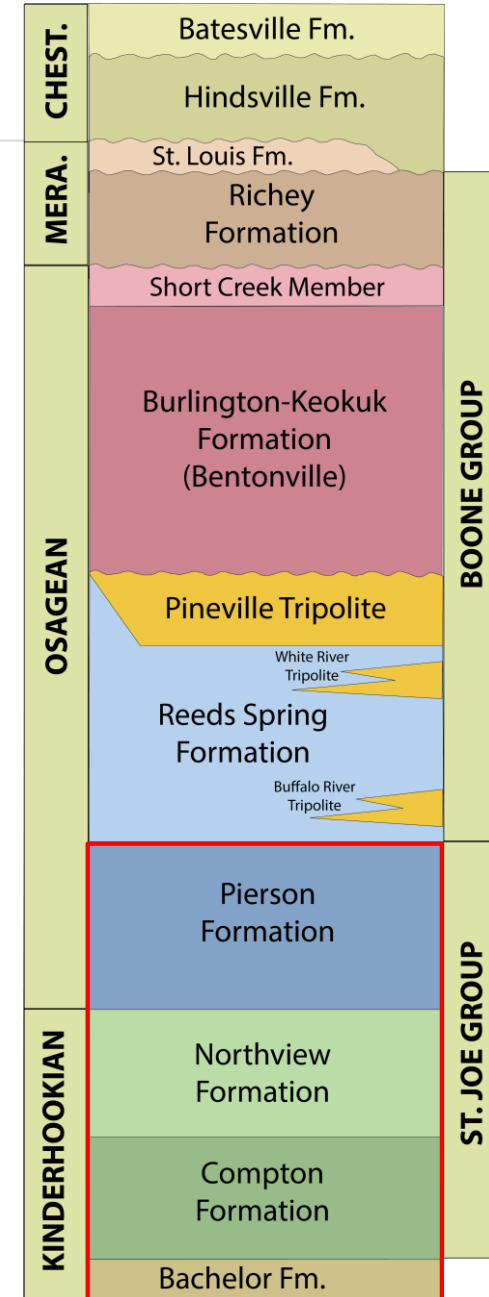 CHEST.
MERA.
OSAGEAN
KINDERHOOKIAN
Batesville Fm.
Hindsville Fm.
St. Louis Fm.
Richey
Formation
Short Creek Member
Burlington-Keokuk
Formation
(Bentonville)
Pineville Tripolite
White River
Tripolite
Reeds Spring
Formation
Buffalo River
Tripolite
Pierson
Formation
Northview
Formation
Compton
Formation
Bachelor Fm.
BOONE GROUP
ST. JOE GROUP